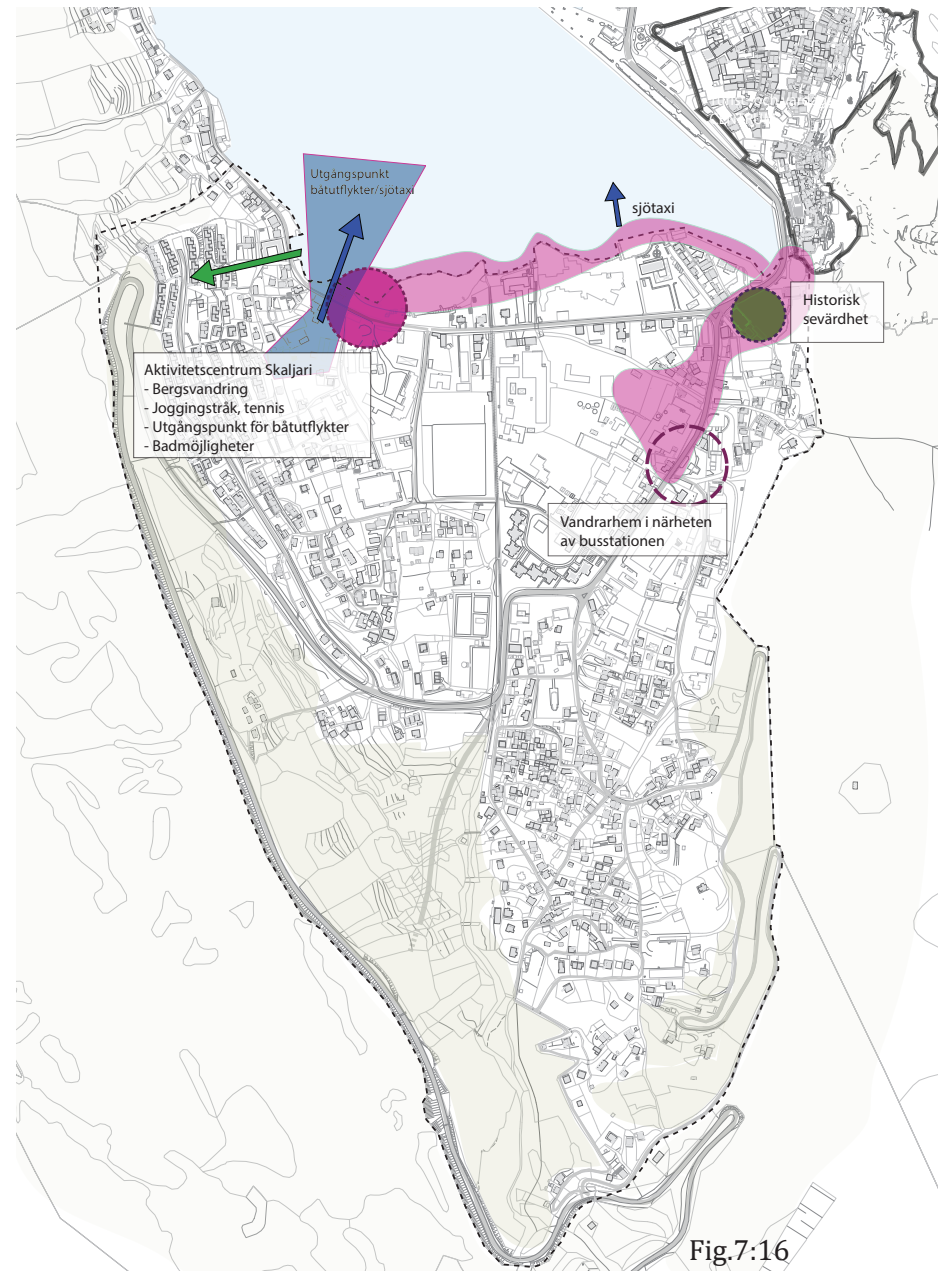 Utgångspunkt
båtutflykter/sjötaxi
sjötaxi
Historisk
sevärdhet
Aktivitetscentrum Skaljari
- Bergsvandring
- Joggingstråk, tennis
- Utgångspunkt för båtutflykter
- Badmöjligheter
Vandrarhem i närheten
av busstationen
Fig.7:16